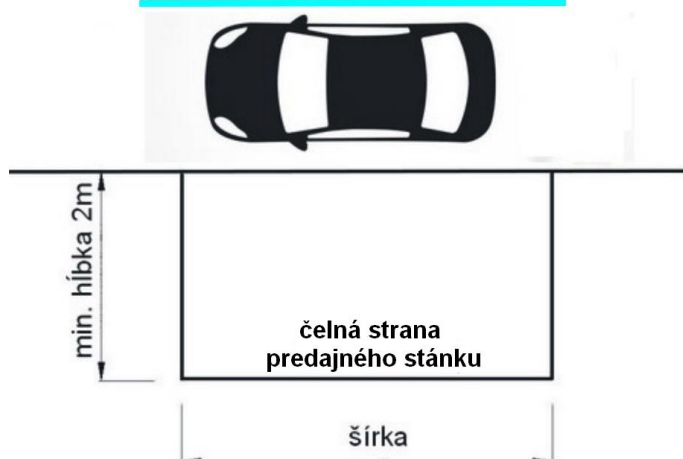 min. hĺbka 2m
čelná strana
predajného stánku
šírka